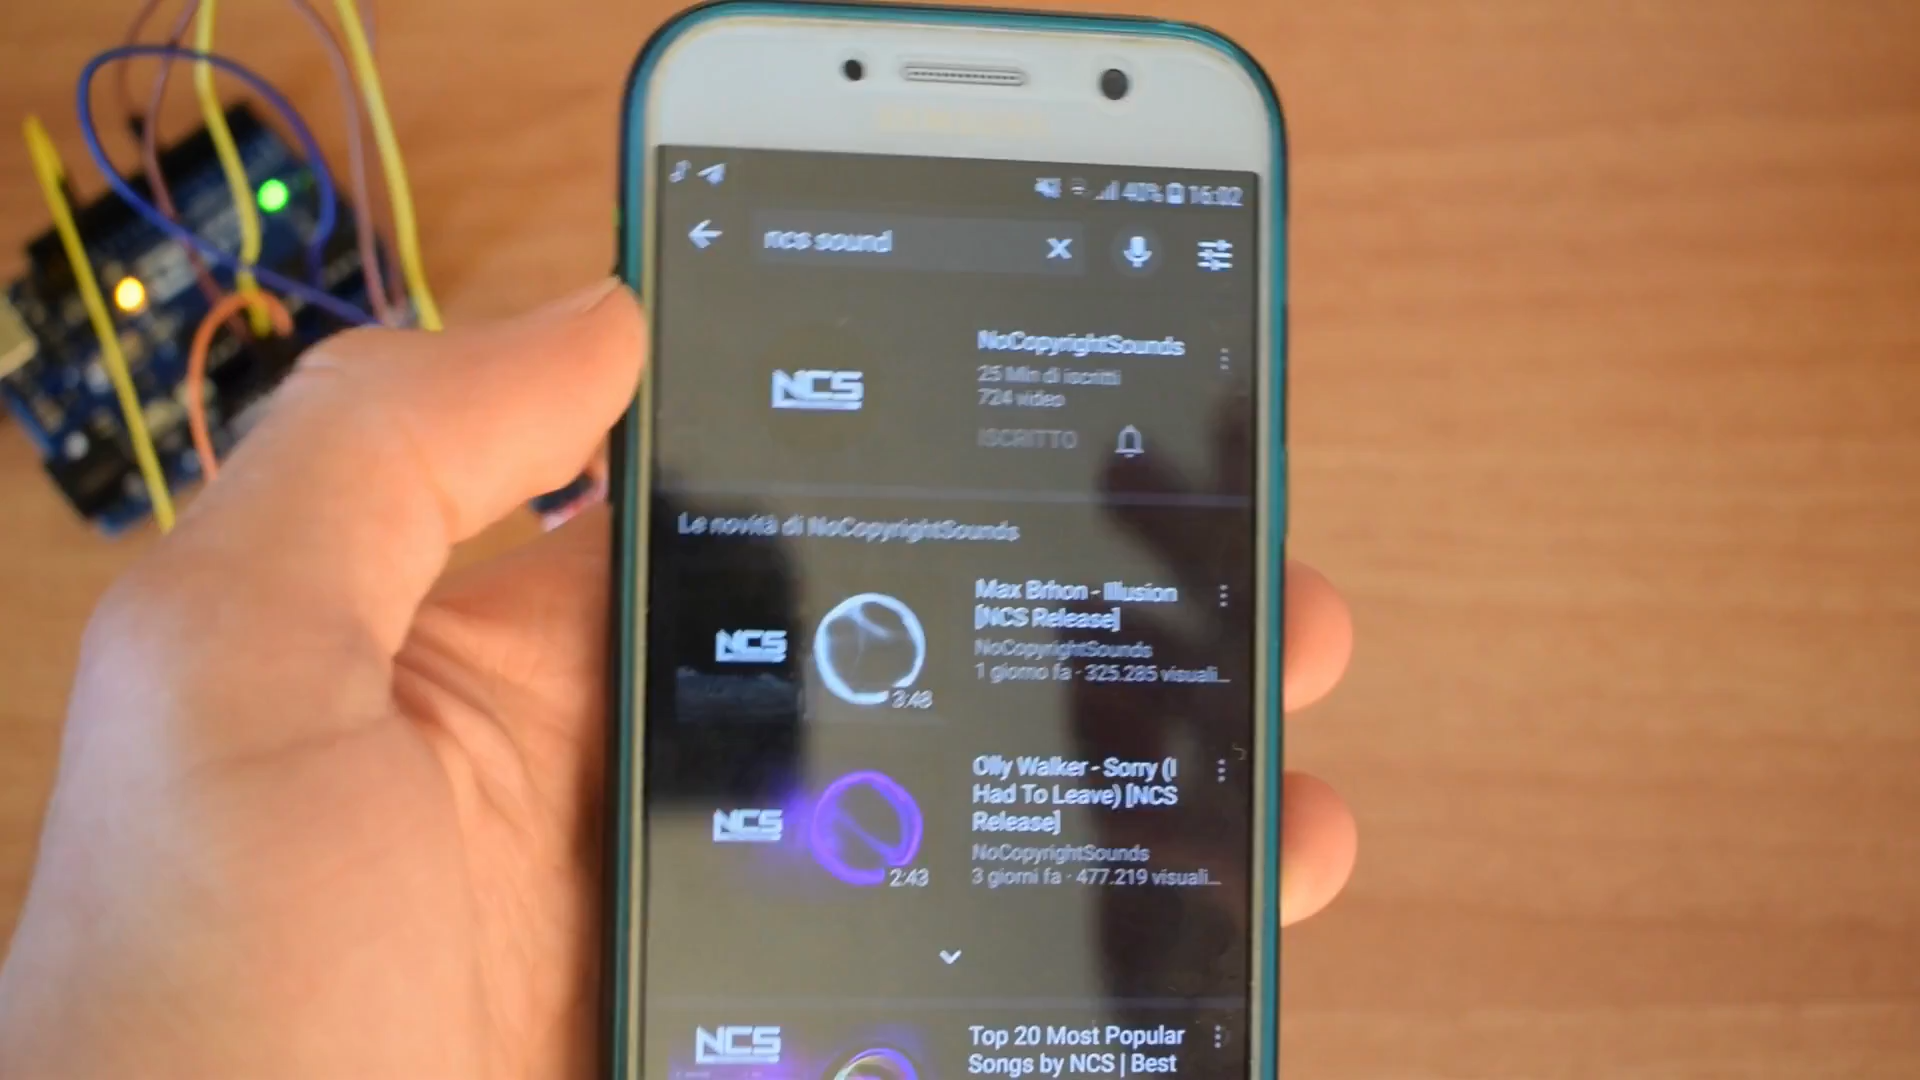 40% 16:02
ncs sound
NCS
NoCopyrightSounds
25 Mln di iscritti
724 video
ISCRITTO
Le novità di NoCopyrightSounds
NCS
3:48
Max Brhon - Illusion
[NCS Release]
NoCopyrightSounds
1 giorno fa · 325.285 visuali...
NCS
2:43
Olly Walker - Sorry (I
Had To Leave) [NCS
Release]
NoCopyrightSounds
3 giorni fa · 477.219 visuali...
NCS
Top 20 Most Popular
Songs by NCS | Best